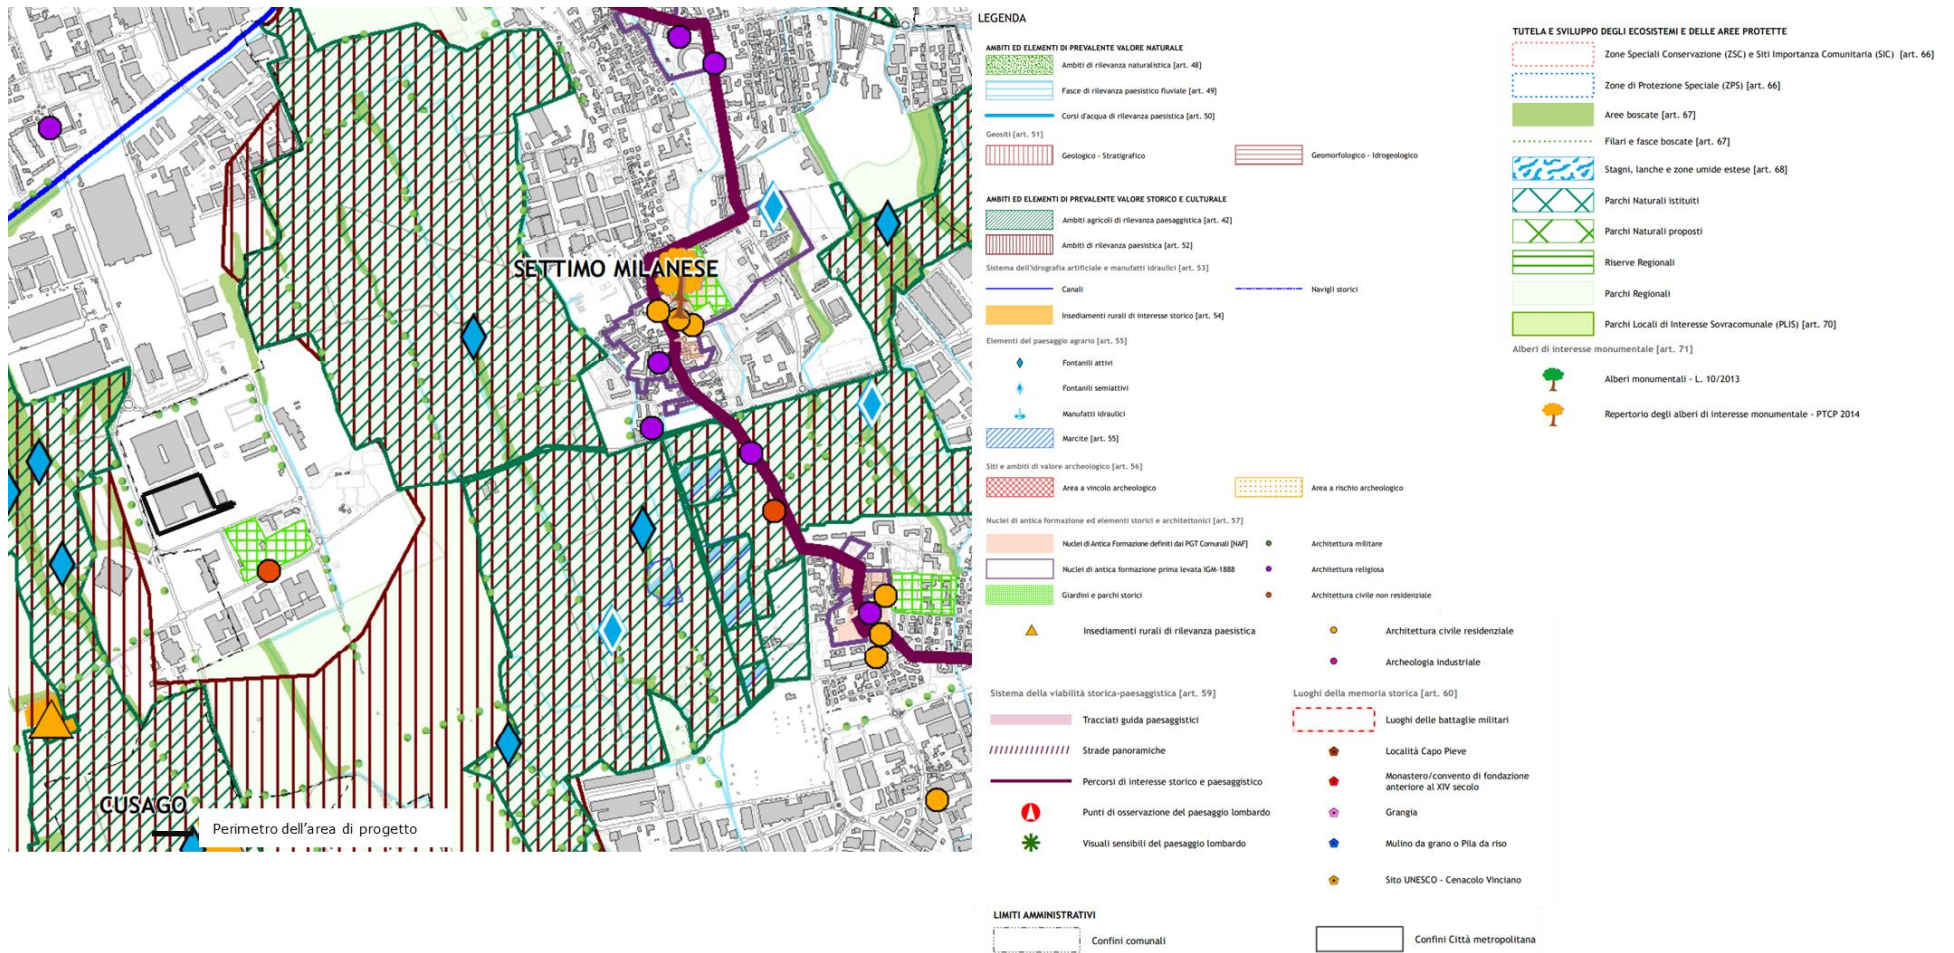 SETTIMO MILANESE
CUSAGO
Perimetro dell'area di progetto
LEGENDA
AMBITI ED ELEMENTI DI PREVALENTE VALORE NATURALE
Ambiti di rilevanza naturalistica [art. 48]
Fasce di rilevanza paesistico fluviale [art. 49]
Corsi d'acqua di rilevanza paesistica [art. 50]
Geositi [art. 51]
Geologico - Stratigrafico
Geomorfologico - Idrogeologico
AMBITI ED ELEMENTI DI PREVALENTE VALORE STORICO E CULTURALE
Ambiti agricoli di rilevanza paesaggistica [art. 42]
Ambiti di rilevanza paesistica [art. 52]
Sistema dell'idrografia artificiale e manufatti idraulici [art. 53]
Canali
Navigli storici
Insediamenti rurali di interesse storico [art. 54]
Elementi del paesaggio agrario [art. 55]
Fontanili attivi
Fontanili semiattivi
Manufatti idraulici
Marcite [art. 55]
Siti e ambiti di valore archeologico [art. 56]
Area a vincolo archeologico
Area a rischio archeologico
Nuclei di antica formazione ed elementi storici e architettonici [art. 57]
Nuclei di Antica Formazione definiti dai PGT Comunali [NAF]
Architettura militare
Nuclei di antica formazione prima levata IGM-1888
Architettura religiosa
Giardini e parchi storici
Architettura civile non residenziale
Insediamenti rurali di rilevanza paesistica
Architettura civile residenziale
Archeologia industriale
Sistema della viabilità storica-paesaggistica [art. 59]
Tracciati guida paesaggistici
Strade panoramiche
Percorsi di interesse storico e paesaggistico
Punti di osservazione del paesaggio lombardo
Visuali sensibili del paesaggio lombardo
Luoghi della memoria storica [art. 60]
Luoghi delle battaglie militari
Località Capo Pieve
Monastero/convento di fondazione
anteriore al XIV secolo
Grangia
Mulino da grano o Pila da riso
Sito UNESCO - Cenacolo Vinciano
LIMITI AMMINISTRATIVI
Confini comunali
Confini Città metropolitana
TUTELA E SVILUPPO DEGLI ECOSISTEMI E DELLE AREE PROTETTE
Zone Speciali Conservazione (ZSC) e Siti Importanza Comunitaria (SIC) [art. 66]
Zone di Protezione Speciale (ZPS) [art. 66]
Aree boscate [art. 67]
Filari e fasce boscate [art. 67]
Stagni, lanche e zone umide estese [art. 68]
Parchi Naturali istituiti
Parchi Naturali proposti
Riserve Regionali
Parchi Regionali
Parchi Locali di Interesse Sovracomunale (PLIS) [art. 70]
Alberi di interesse monumentale [art. 71]
Alberi monumentali - L. 10/2013
Repertorio degli alberi di interesse monumentale - PTCP 2014